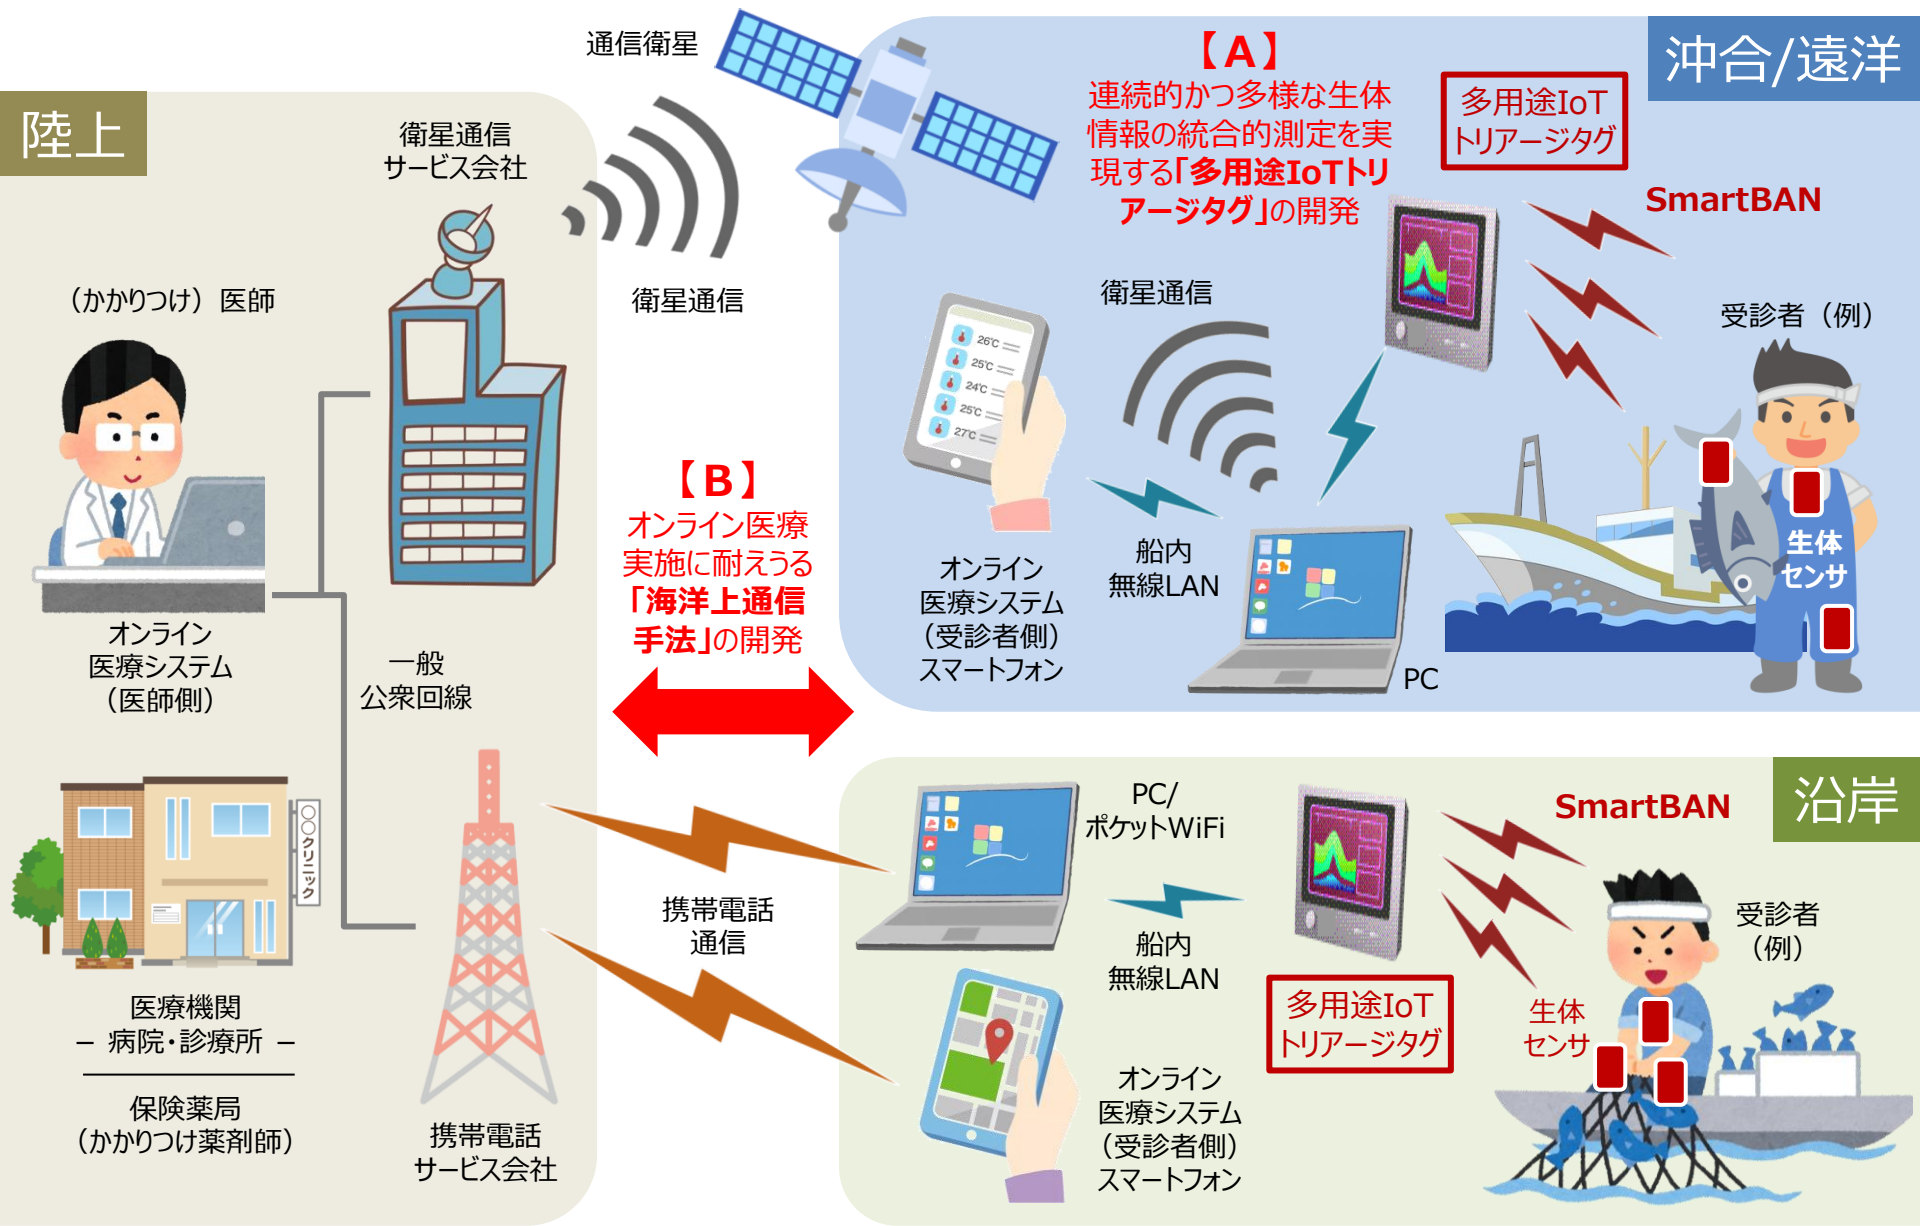 陸上
衛星通信
サービス会社
通信衛星
衛星通信
（かかりつけ）医師
オンライン
医療システム
（医師側）
一般
公衆回線
〇〇クリニック
医療機関
– 病院・診療所 –
保険薬局
（かかりつけ薬剤師）
携帯電話
サービス会社
【B】
オンライン医療
実施に耐えうる
「海洋上通信
手法」の開発
携帯電話
通信
沖合/遠洋
【A】
連続的かつ多様な生体
情報の統合的測定を実
現する「多用途IoTトリ
アージタグ」の開発
多用途IoT
トリアージタグ
SmartBAN
衛星通信
26℃
25℃
24℃
25℃
27℃
受診者（例）
生体
センサ
オンライン
医療システム
（受診者側）
スマートフォン
船内
無線LAN
PC
沿岸
PC/
ポケットWiFi
SmartBAN
船内
無線LAN
多用途IoT
トリアージタグ
受診者
（例）
生体
センサ
オンライン
医療システム
（受診者側）
スマートフォン